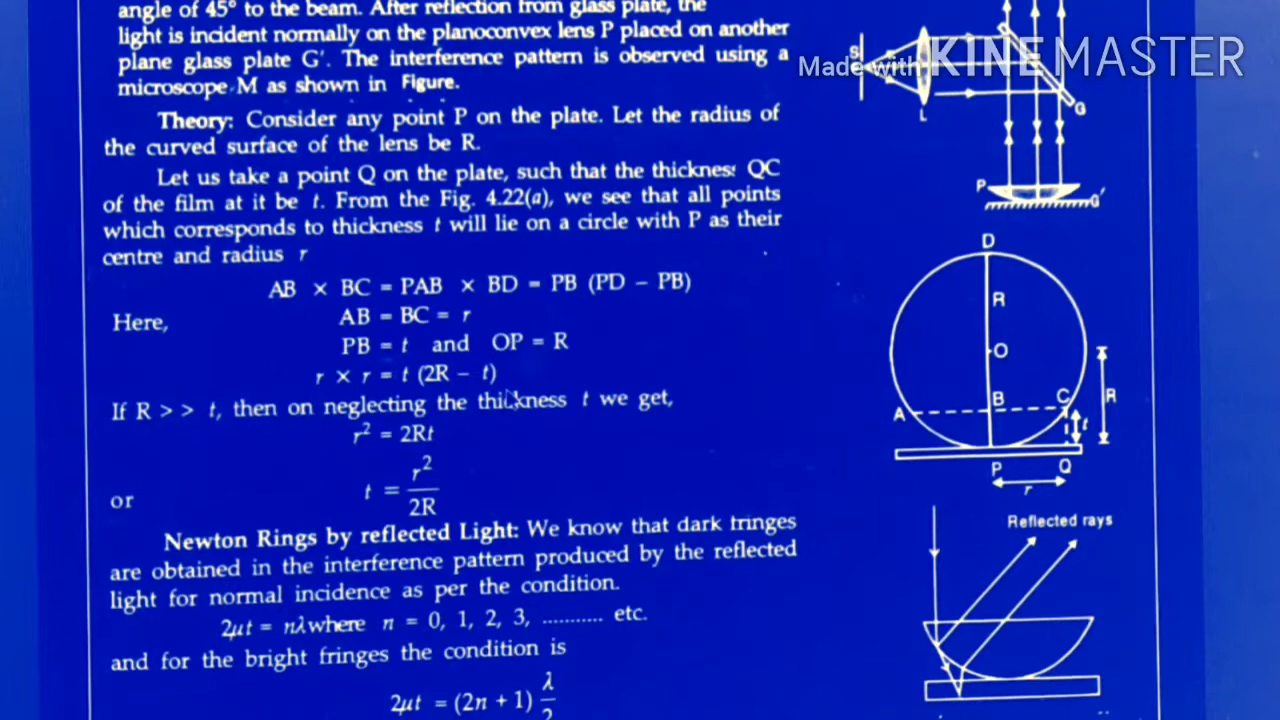 angle of 45° to the beam. After reflection from glass plate, the
light is incident normally on the planoconvex lens P placed on another
plane glass plate G'. The interference pattern is observed using a
microscope M as shown in Figure.
Theory: Consider any point P on the plate. Let the radius of
the curved surface of the lens be R.
Let us take a point Q on the plate, such that the thicknes: QC
of the film at it be t. From the Fig. 4.22(a), we see that all points
which corresponds to thickness t will lie on a circle with P as their
centre and radius r
AB × BC = PAB × BD = PB (PD − PB)
Here, AB = BC = r
PB = t and OP = R
r × r = t (2R − t)
If R > > t, then on neglecting the thickness t we get,
r² = 2Rt
or t = r²/2R
Newton Rings by reflected Light: We know that dark fringes
are obtained in the interference pattern produced by the reflected
light for normal incidence as per the condition.
2μt = nλ where n = 0, 1, 2, 3, ........... etc.
and for the bright fringes the condition is
2μt = (2n + 1) λ/2
Made with KINEMASTER
S
L
G
P
G'
D
R
O
A
B
C
R
t
P
Q
r
Reflected rays